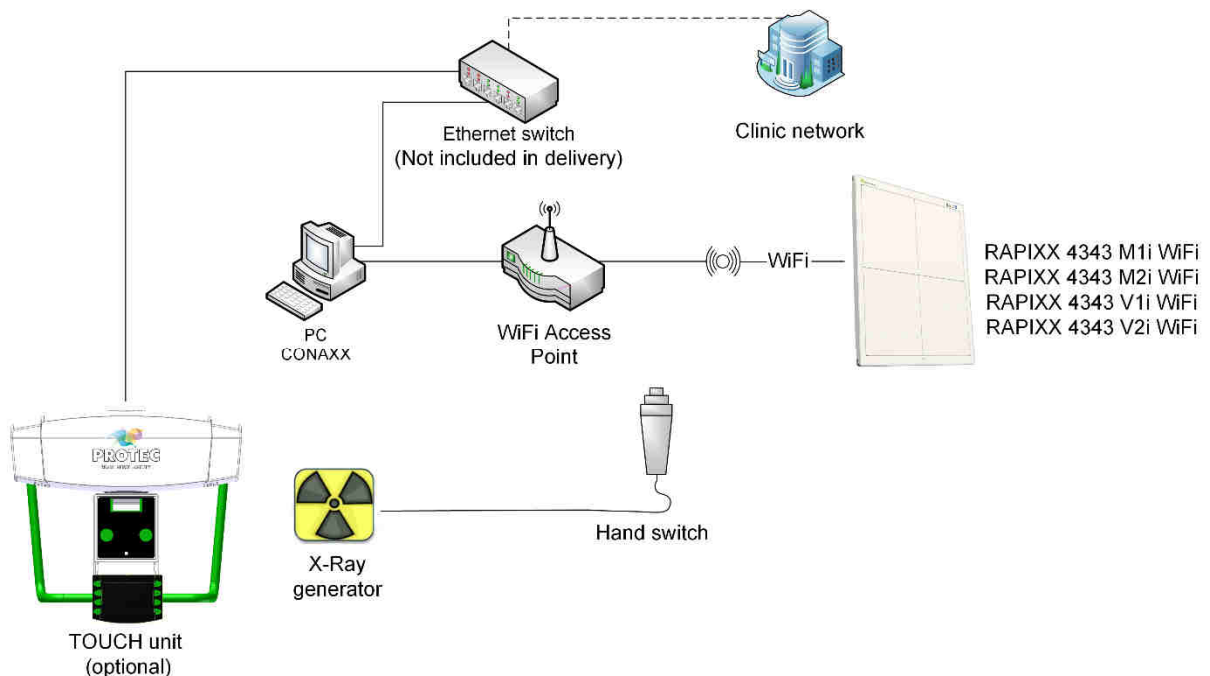 Ethernet switch
(Not included in delivery)
Clinic network
PC
CONAXX
WiFi Access
Point
WiFi
RAPIXX 4343 M1i WiFi
RAPIXX 4343 M2i WiFi
RAPIXX 4343 V1i WiFi
RAPIXX 4343 V2i WiFi
PROTEC
X-Ray
generator
Hand switch
TOUCH unit
(optional)